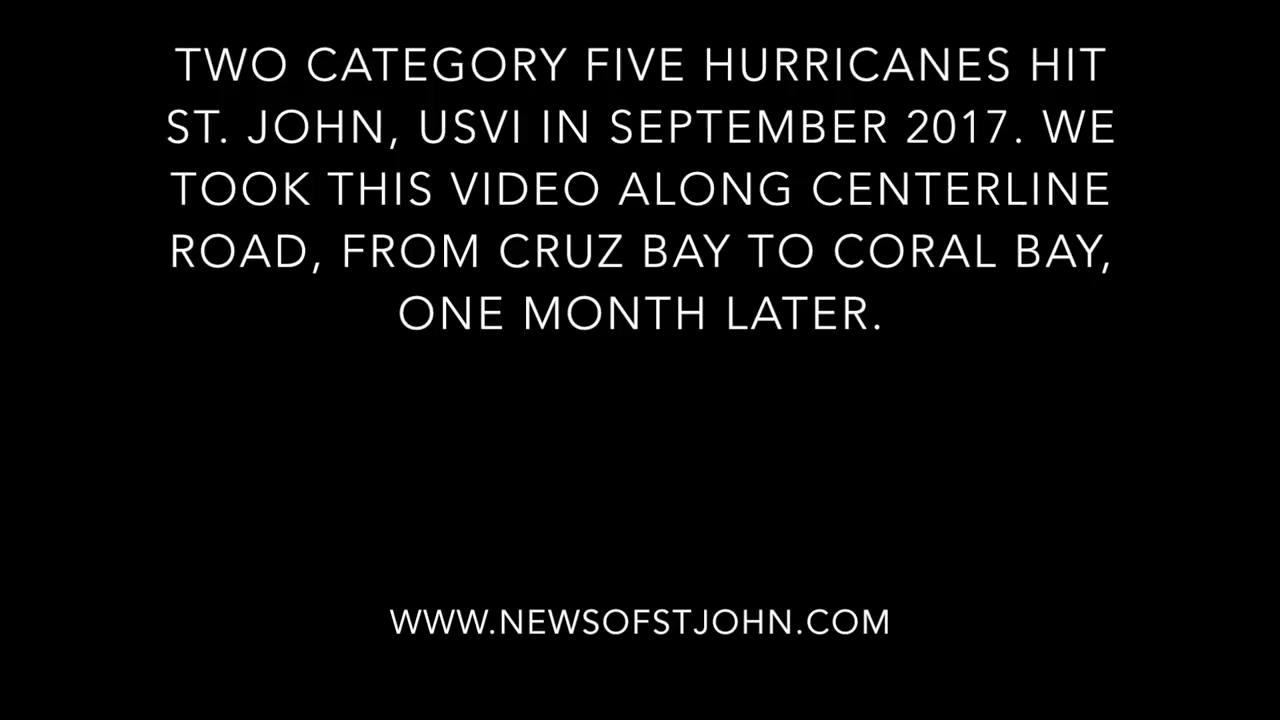 TWO CATEGORY FIVE HURRICANES HIT
ST. JOHN, USVI IN SEPTEMBER 2017. WE
TOOK THIS VIDEO ALONG CENTERLINE
ROAD, FROM CRUZ BAY TO CORAL BAY,
ONE MONTH LATER.
WWW.NEWSOFSTJOHN.COM